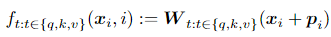 f_{t:t∈{q,k,v}}(x_i, i) := W_{t:t∈{q,k,v}}(x_i + p_i)